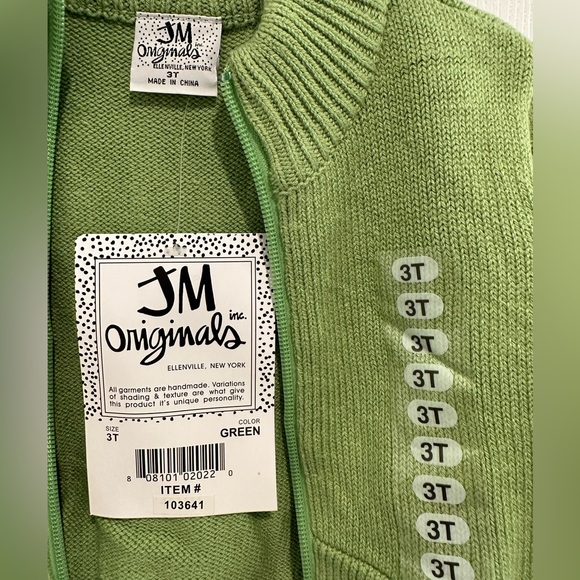 JM
Originals
ELLENVILLE, NEW YORK
3T
MADE IN CHINA
JM
Originals inc.
ELLENVILLE, NEW YORK
All garments are handmade. Variations
of shading & texture are what give
this product it's unique personality.
SIZE
3T
COLOR
GREEN
8 08101 02022 0
ITEM #
103641
3T
3T
3T
3T
3T
3T
3T
3T
3T